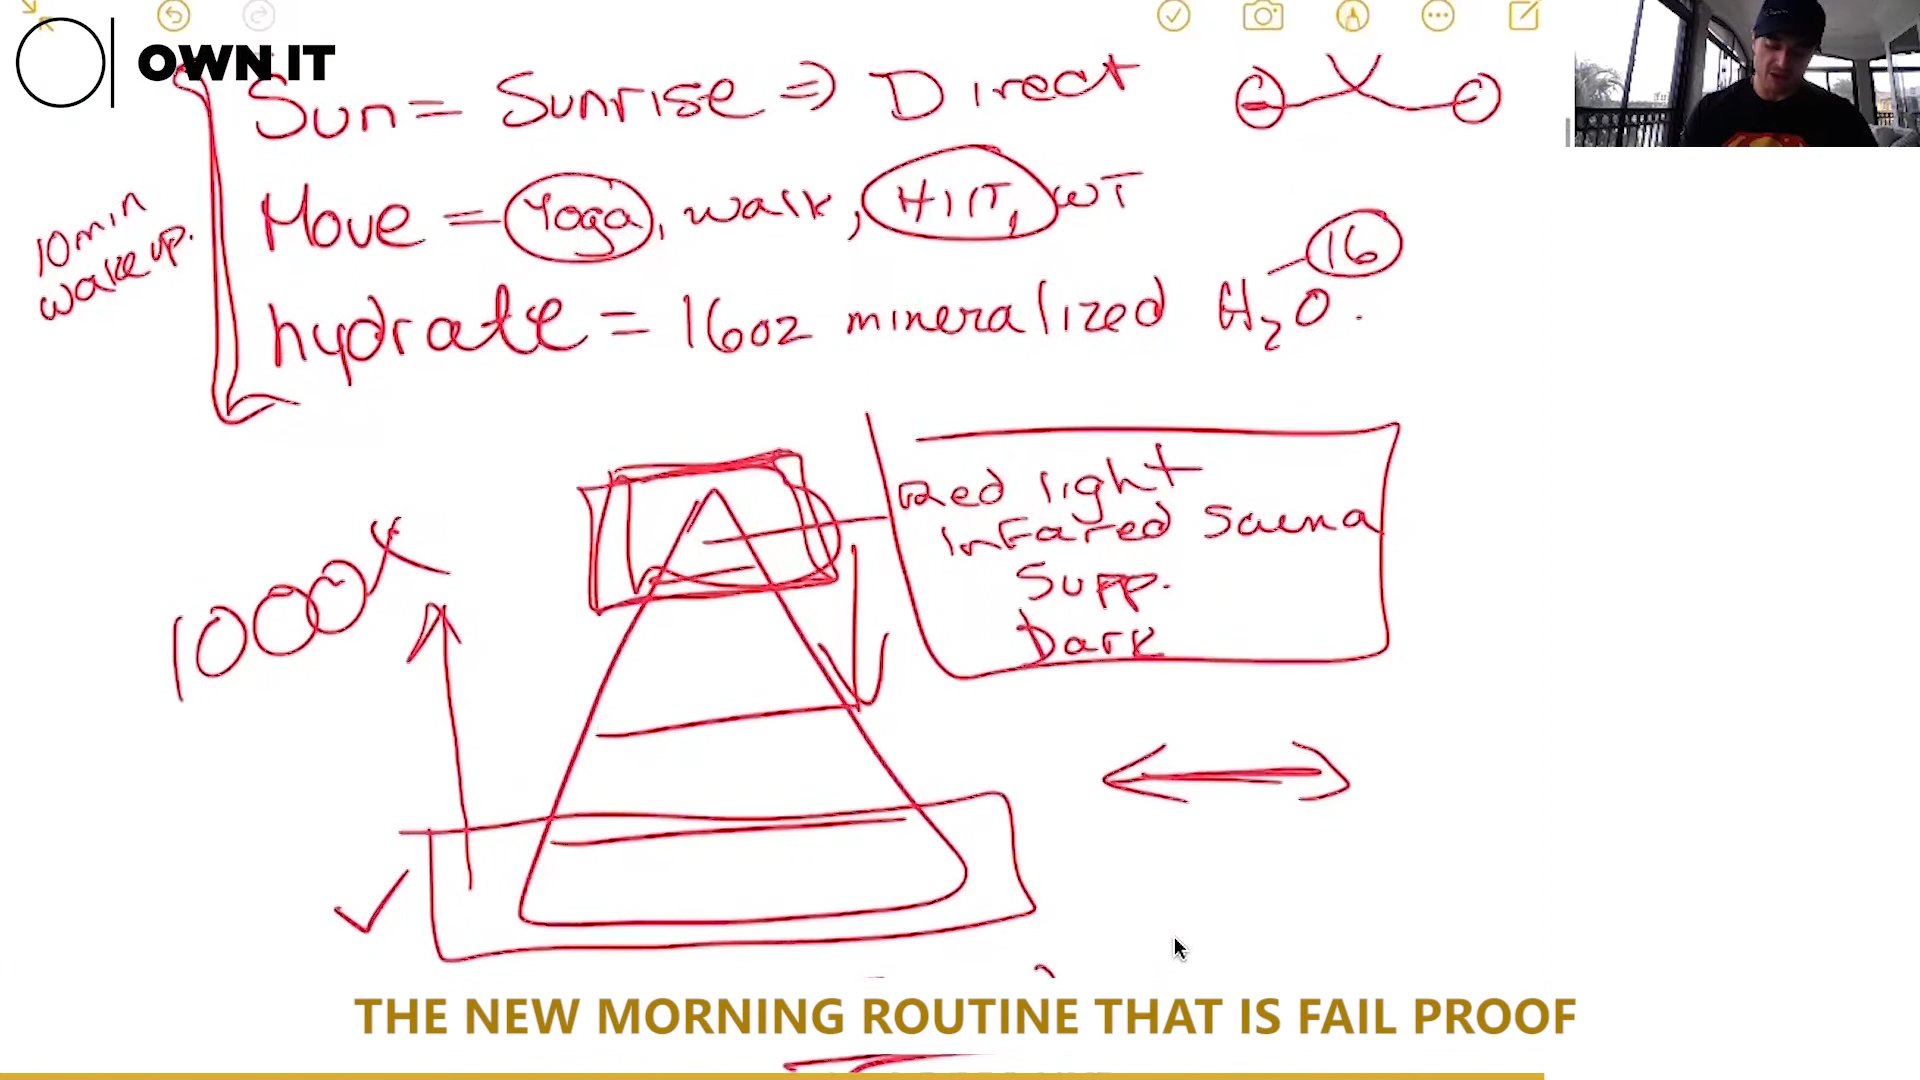 OWN IT
Sun = Sunrise => Direct
Move = Yoga, walk, HIIT, WT
10min
wake up.
16
hydrate = 16oz mineralized H2O.
Red light
InFared Sauna
Supp.
Dark
1000x
THE NEW MORNING ROUTINE THAT IS FAIL PROOF